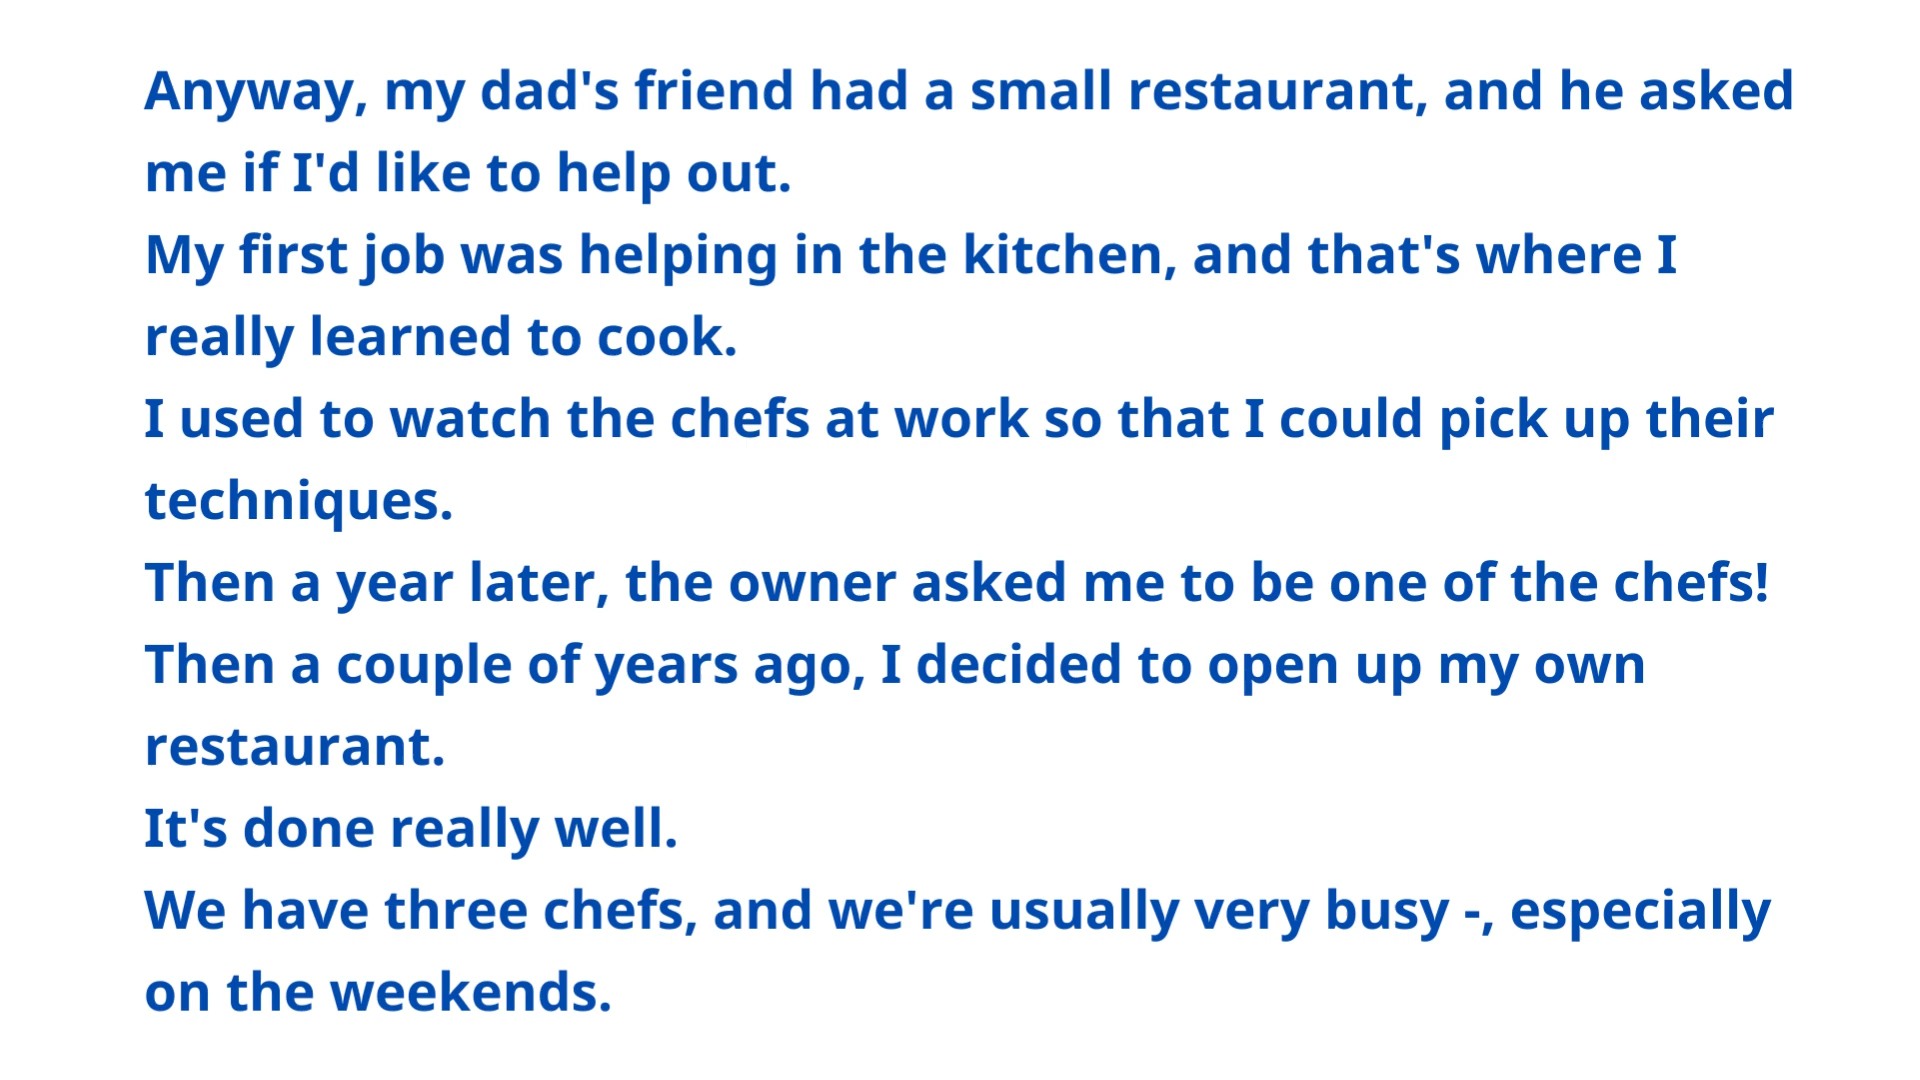 Anyway, my dad's friend had a small restaurant, and he asked
me if I'd like to help out.
My first job was helping in the kitchen, and that's where I
really learned to cook.
I used to watch the chefs at work so that I could pick up their
techniques.
Then a year later, the owner asked me to be one of the chefs!
Then a couple of years ago, I decided to open up my own
restaurant.
It's done really well.
We have three chefs, and we're usually very busy -, especially
on the weekends.